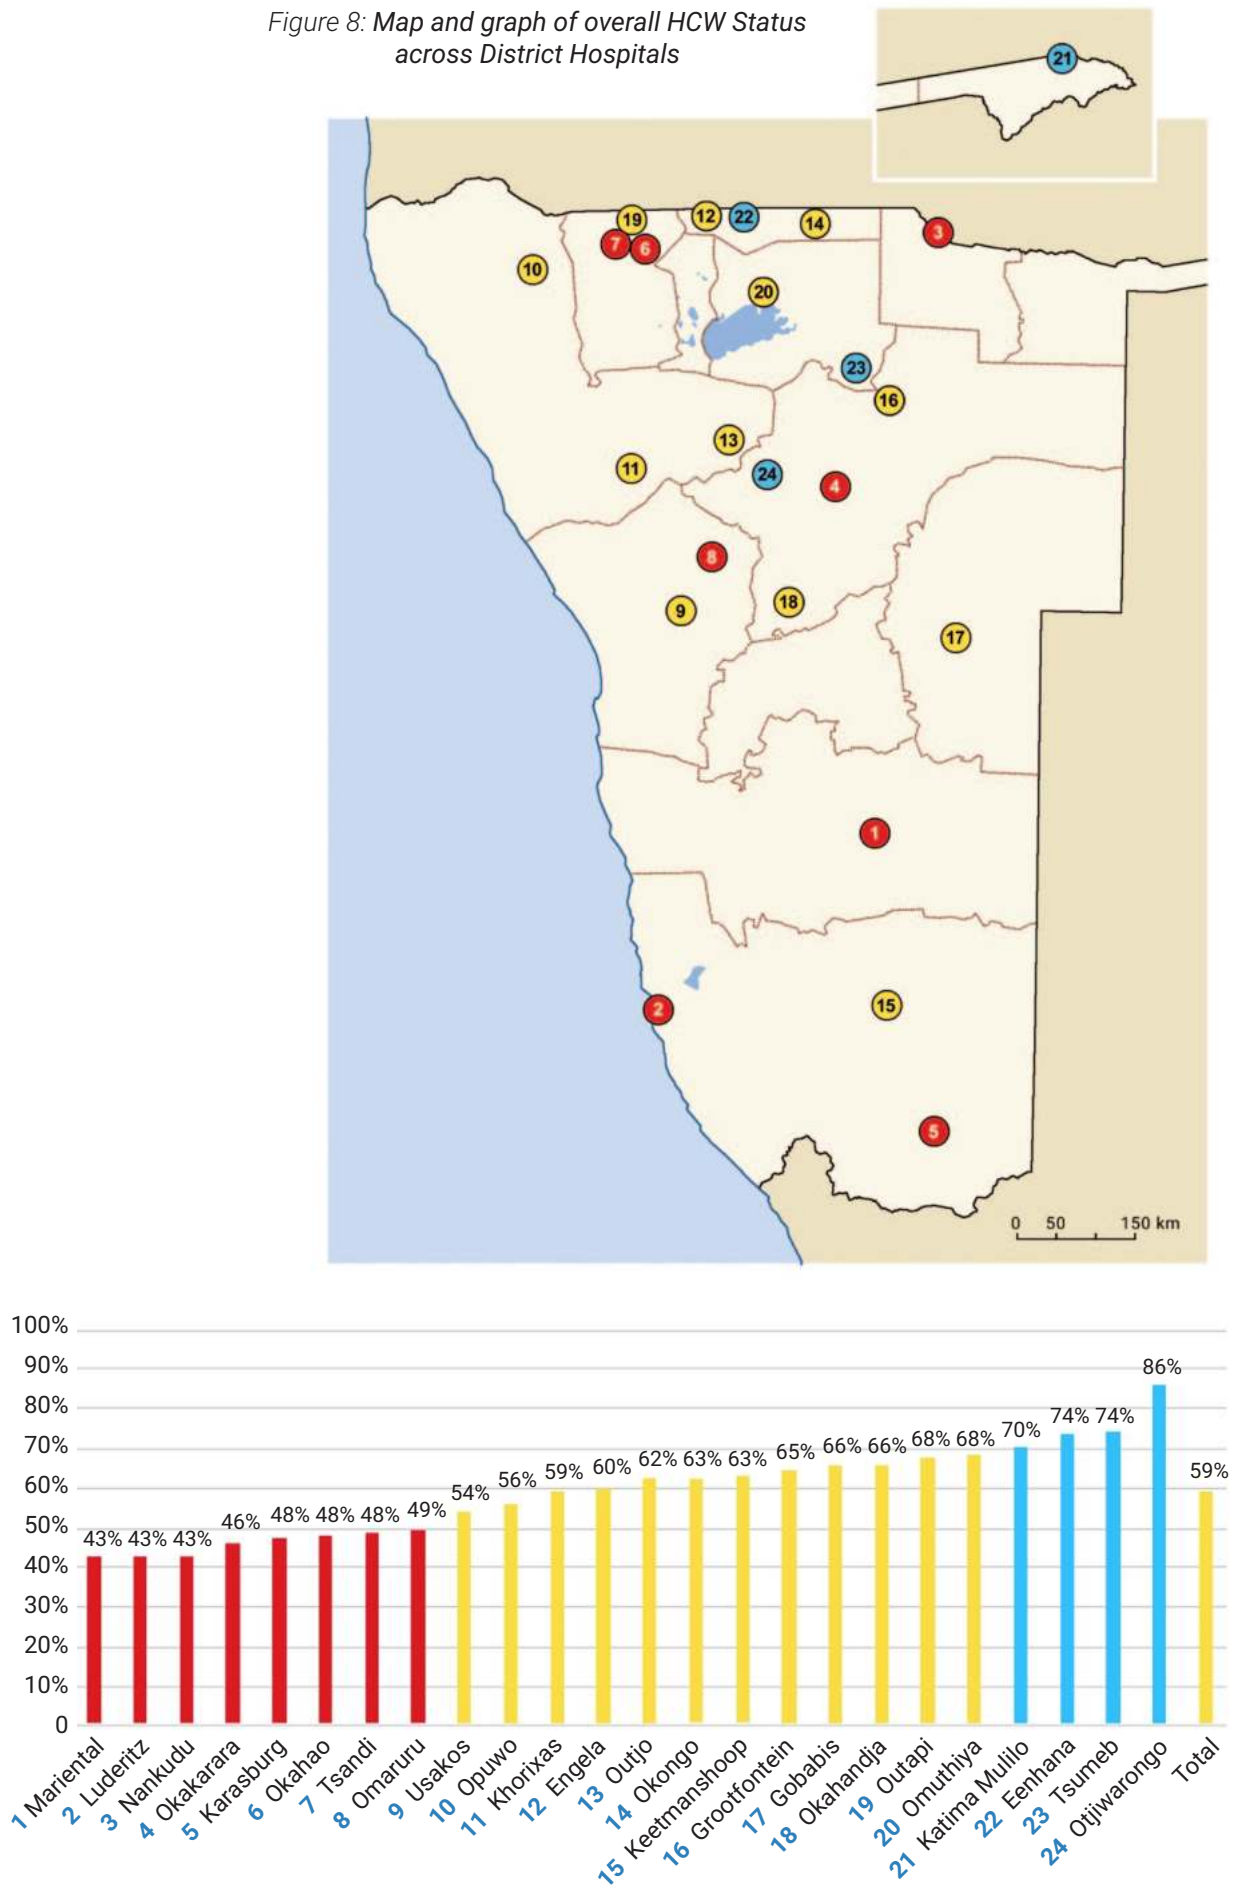 Figure 8: Map and graph of overall HCW Status
across District Hospitals
21
19
12
22
14
3
7
6
10
20
23
16
13
11
24
4
8
9
18
17
1
2
15
5
0 50 150 km
100%
90%
80%
70%
60%
50%
40%
30%
20%
10%
0
43%
43%
43%
46%
48%
48%
48%
49%
54%
56%
59%
60%
62%
63%
63%
65%
66%
66%
68%
68%
70%
74%
74%
86%
59%
1 Mariental
2 Luderitz
3 Nankudu
4 Okakarara
5 Karasburg
6 Okahao
7 Tsandi
8 Omaruru
9 Usakos
10 Opuwo
11 Khorixas
12 Engela
13 Outjo
14 Okongo
15 Keetmanshoop
16 Grootfontein
17 Gobabis
18 Okahandja
19 Outapi
20 Omuthiya
21 Katima Mulilo
22 Eenhana
23 Tsumeb
24 Otjiwarongo
Total